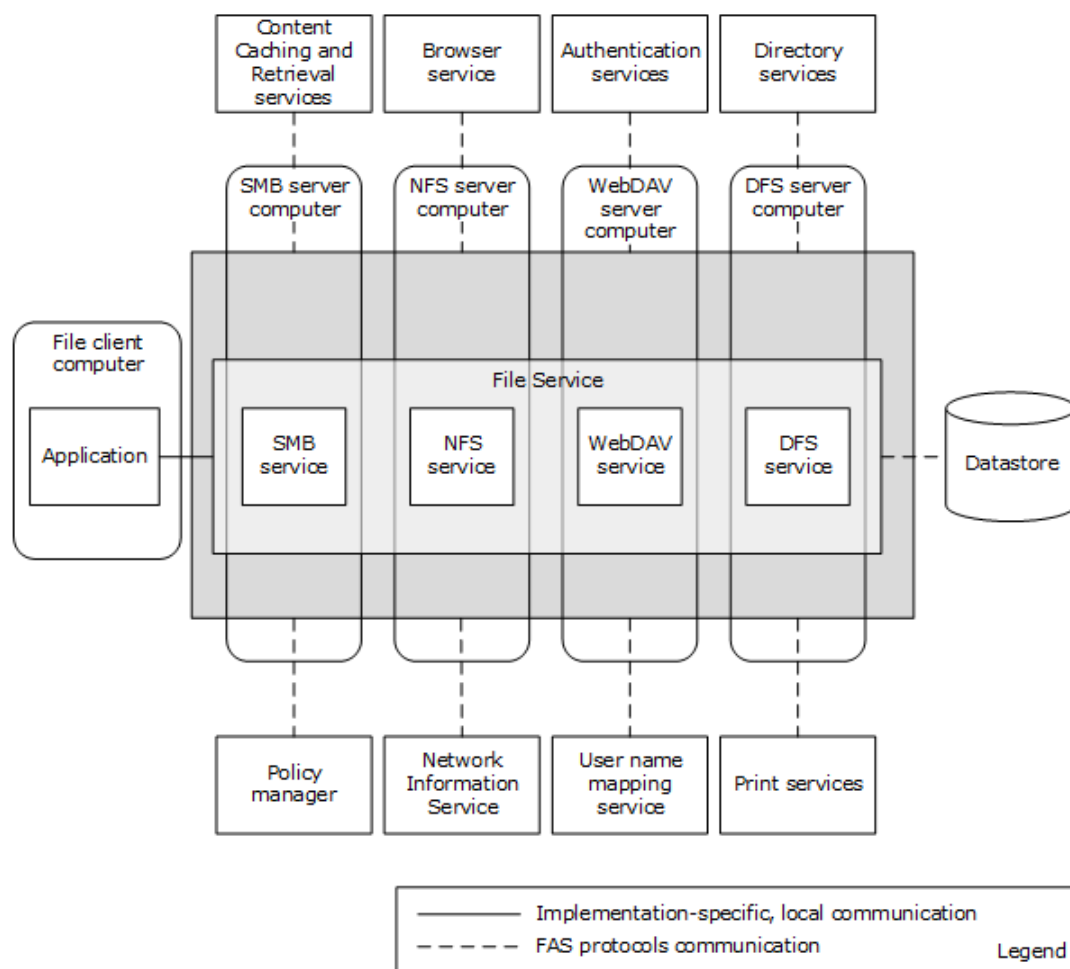 Content
Caching and
Retrieval
services
Browser
service
Authentication
services
Directory
services
SMB server
computer
NFS server
computer
WebDAV
server
computer
DFS server
computer
File client
computer
File Service
Application
SMB
service
NFS
service
WebDAV
service
DFS
service
Datastore
Policy
manager
Network
Information
Service
User name
mapping
service
Print services
Implementation-specific, local communication
FAS protocols communication
Legend